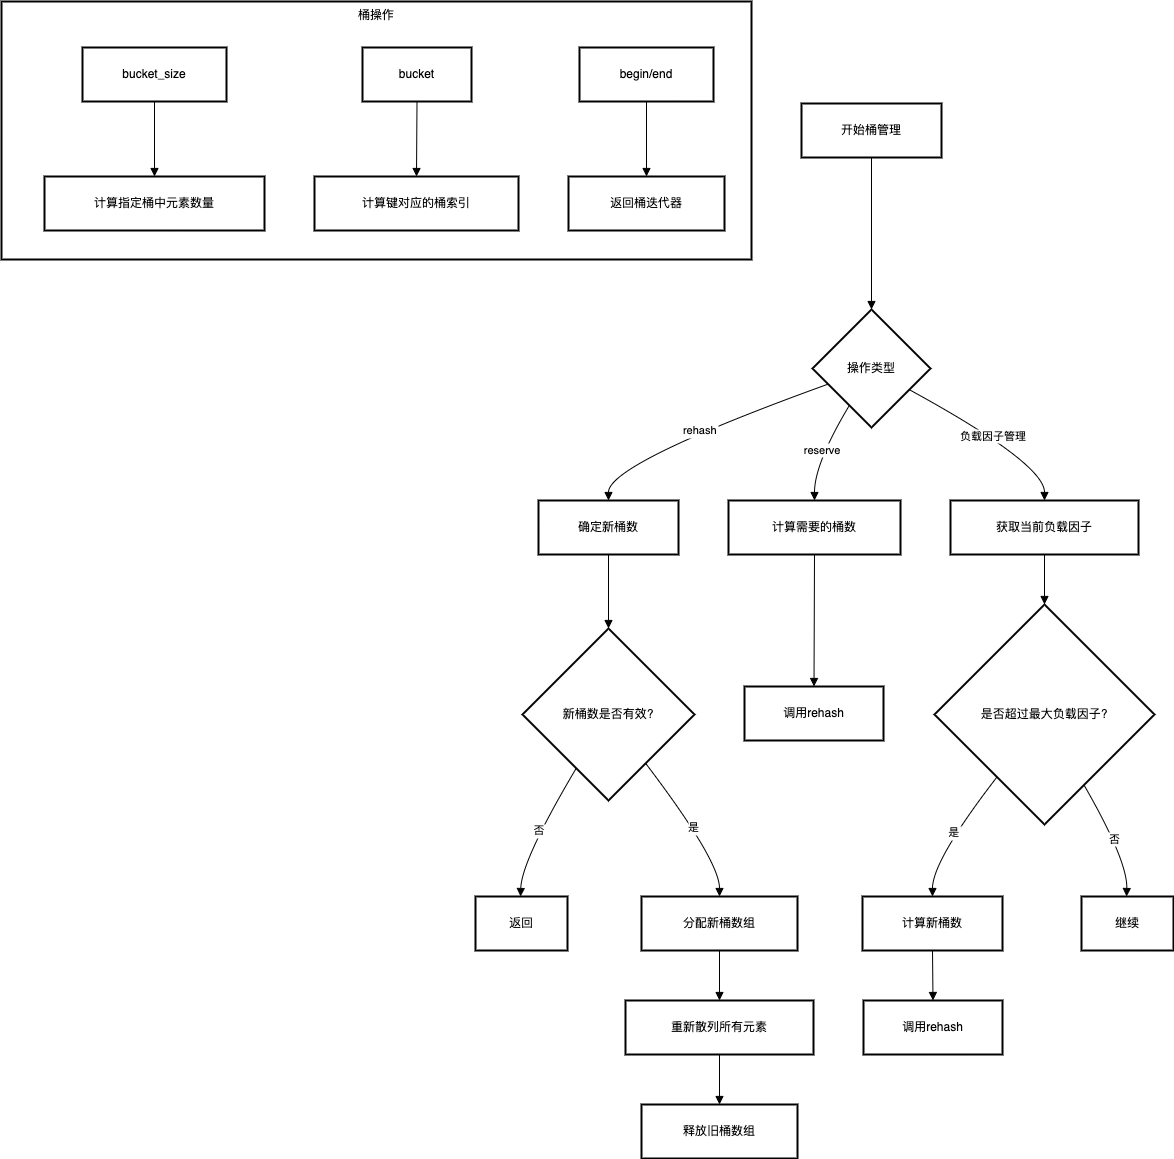 桶操作
bucket_size
bucket
begin/end
计算指定桶中元素数量
计算键对应的桶索引
返回桶迭代器
开始桶管理
操作类型
rehash
reserve
负载因子管理
确定新桶数
计算需要的桶数
获取当前负载因子
新桶数是否有效?
调用rehash
是否超过最大负载因子?
否
是
是
否
返回
分配新桶数组
计算新桶数
继续
重新散列所有元素
调用rehash
释放旧桶数组